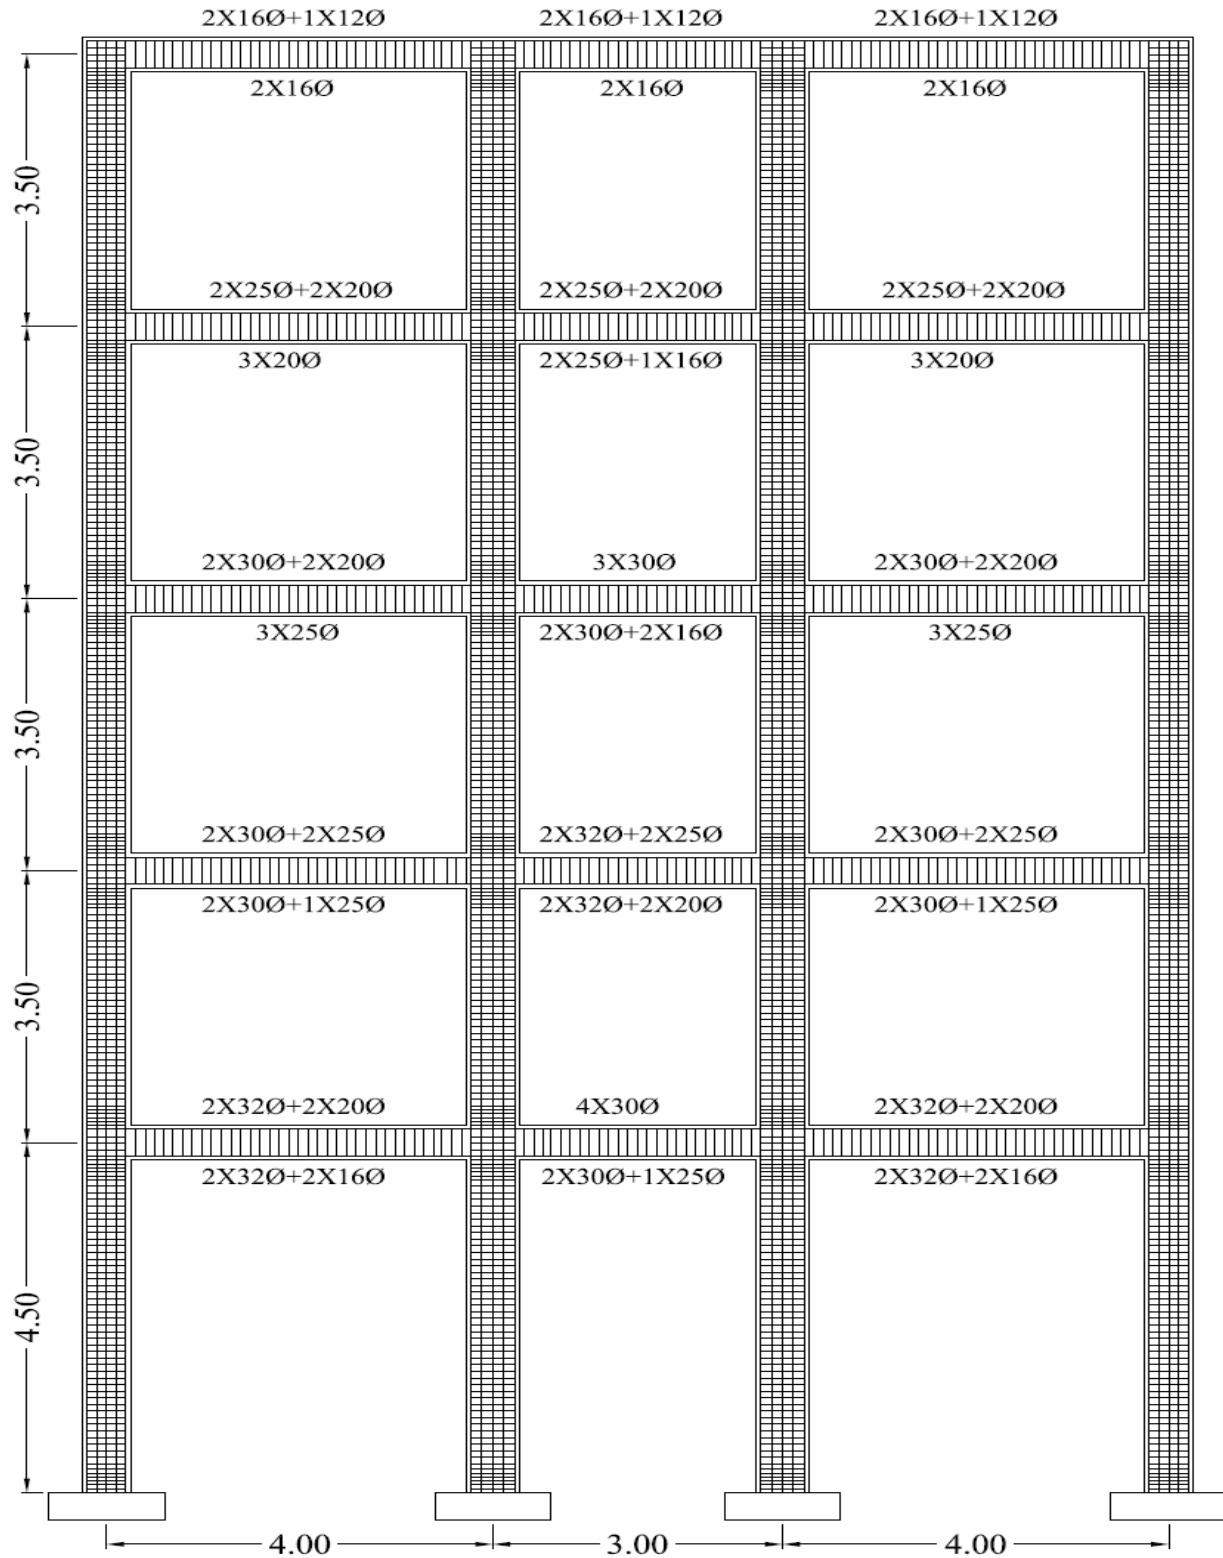 2X16Ø+1X12Ø 2X16Ø+1X12Ø 2X16Ø+1X12Ø
2X16Ø 2X16Ø 2X16Ø
3.50
2X25Ø+2X20Ø 2X25Ø+2X20Ø 2X25Ø+2X20Ø
3X20Ø 2X25Ø+1X16Ø 3X20Ø
3.50
2X30Ø+2X20Ø 3X30Ø 2X30Ø+2X20Ø
3X25Ø 2X30Ø+2X16Ø 3X25Ø
3.50
2X30Ø+2X25Ø 2X32Ø+2X25Ø 2X30Ø+2X25Ø
2X30Ø+1X25Ø 2X32Ø+2X20Ø 2X30Ø+1X25Ø
3.50
2X32Ø+2X20Ø 4X30Ø 2X32Ø+2X20Ø
2X32Ø+2X16Ø 2X30Ø+1X25Ø 2X32Ø+2X16Ø
4.50
4.00 3.00 4.00